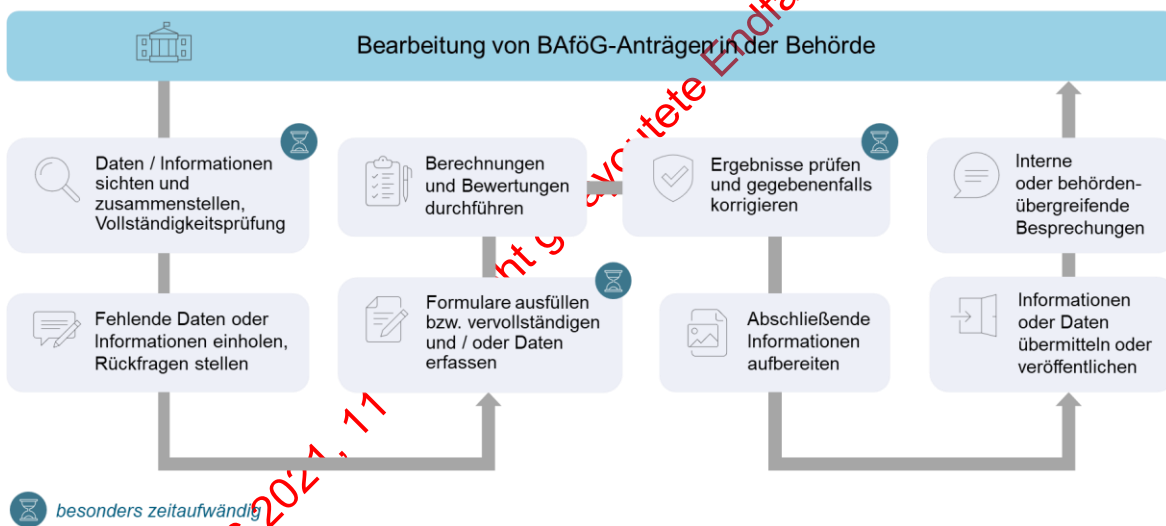 Bearbeitung von BAföG-Anträgen in der Behörde
Daten / Informationen
sichten und
zusammenstellen,
Vollständigkeitsprüfung
Fehlende Daten oder
Informationen einholen,
Rückfragen stellen
Formulare ausfüllen
bzw. vervollständigen
und / oder Daten
erfassen
Berechnungen
und Bewertungen
durchführen
Ergebnisse prüfen
und gegebenenfalls
korrigieren
Abschließende
Informationen
aufbereiten
Informationen
oder Daten
übermitteln oder
veröffentlichen
Interne
oder behörden-
übergreifende
Besprechungen
besonders zeitaufwändig
2021, 11